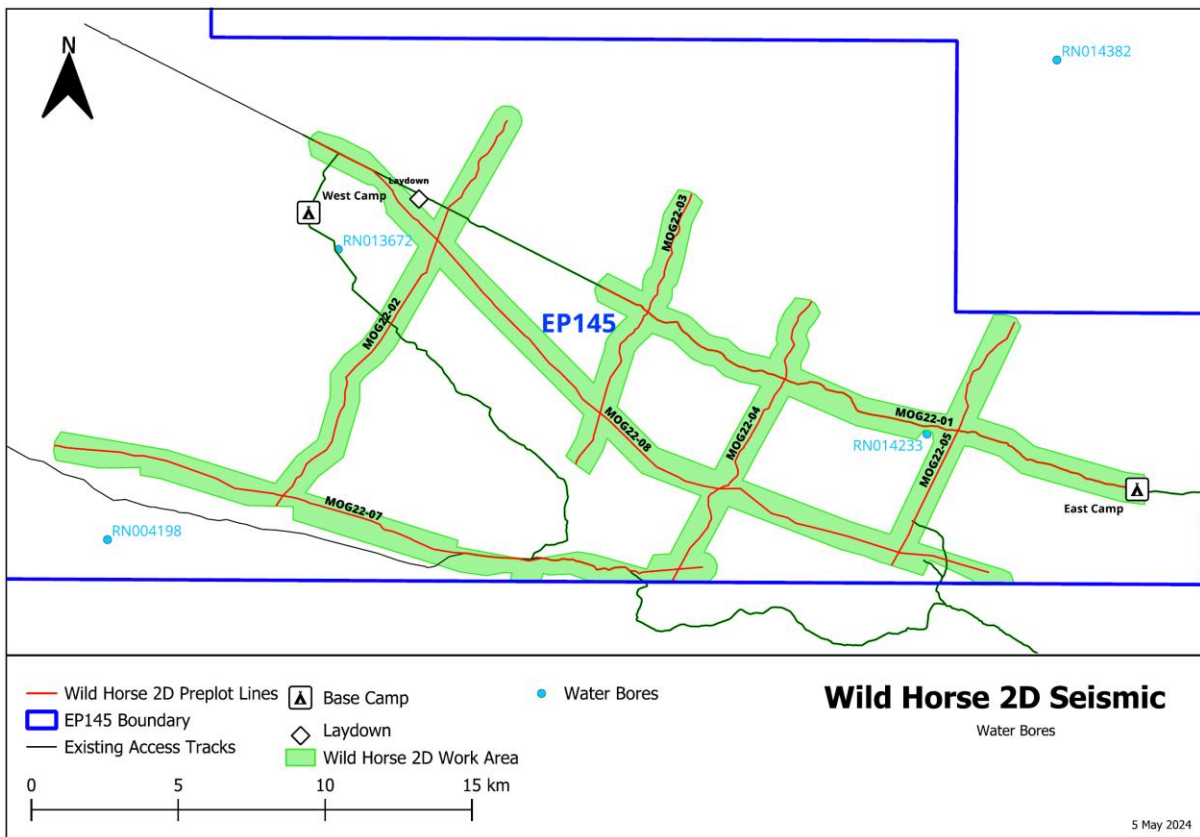 N
RN014382
Laydown
West Camp
RN013672
MOG22-03
MOG22-02
EP145
MOG22-08
MOG22-04
MOG22-01
RN014233
MOG22-05
East Camp
MOG22-07
RN004198
Wild Horse 2D Preplot Lines
EP145 Boundary
Existing Access Tracks
Base Camp
Laydown
Wild Horse 2D Work Area
Water Bores
Wild Horse 2D Seismic
Water Bores
0 5 10 15 km
5 May 2024